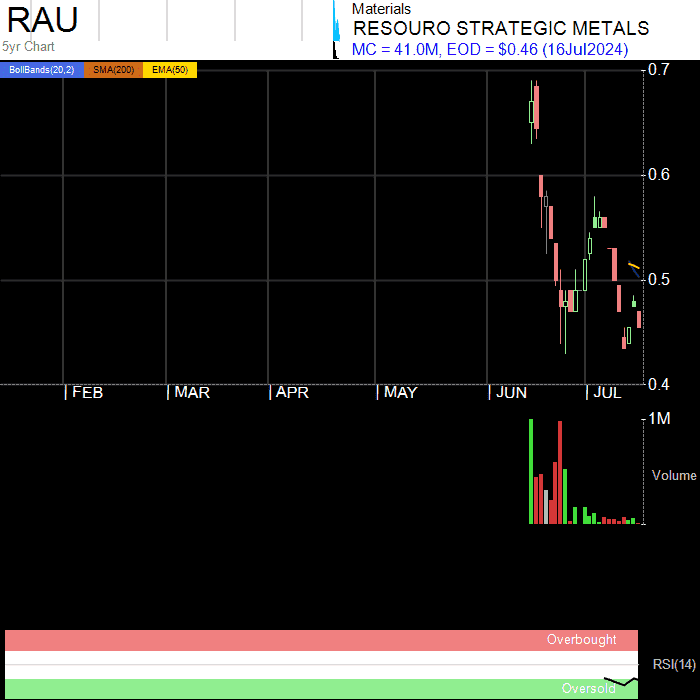 RAU
5yr Chart
Materials
RESOURO STRATEGIC METALS
MC = 41.0M, EOD = $0.46 (16Jul2024)
BollBands(20,2) SMA(200) EMA(50)
0.7
0.6
0.5
0.4
| FEB | MAR | APR | MAY | JUN | JUL
1M
Volume
Overbought
RSI(14)
Oversold